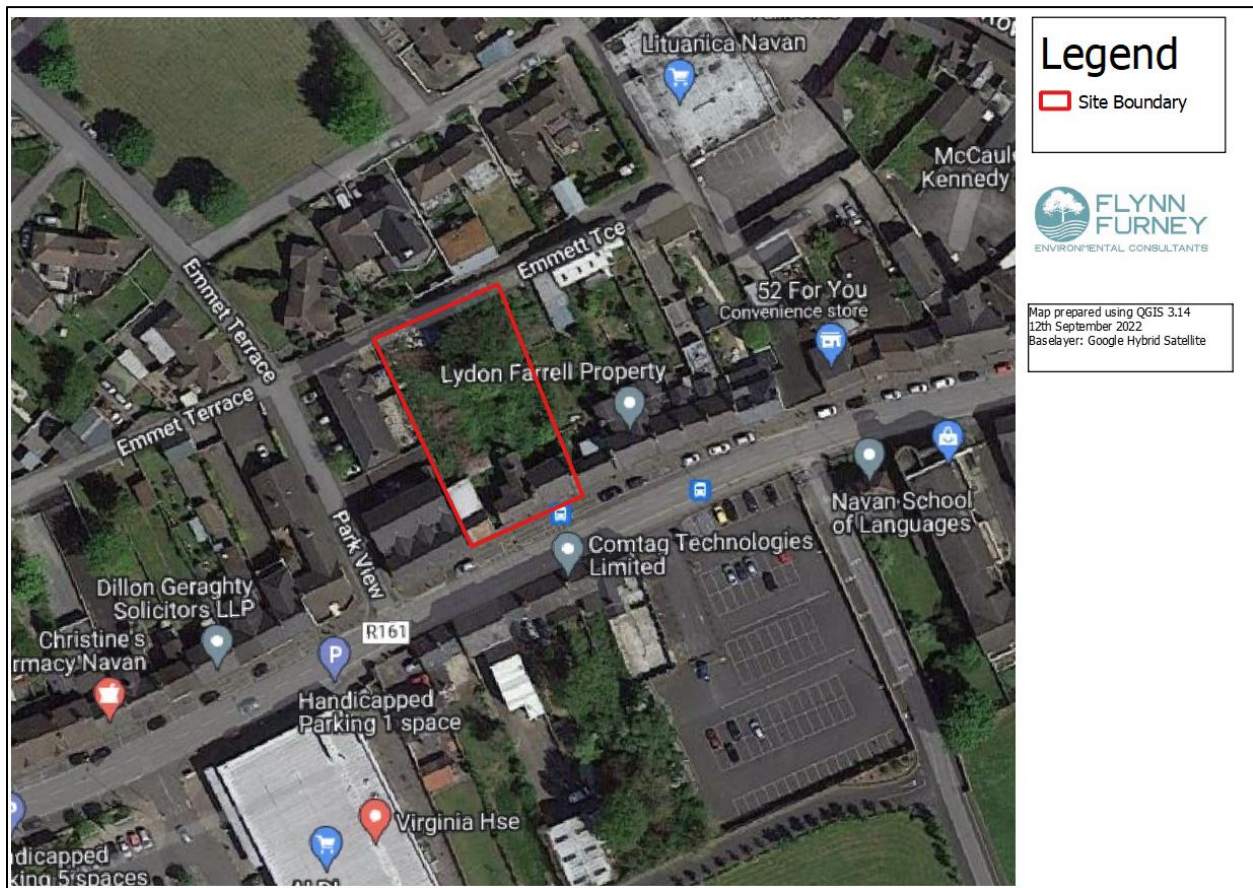 Lituanica Navan
McCaul
Kennedy
Emmett Tce
Emmet Terrace
52 For You
Convenience store
Lydon Farrell Property
Emmet Terrace
Navan School
of Languages
Park View
Comtag Technologies
Limited
Dillon Geraghty
Solicitors LLP
R161
Christine's
rmacy Navan
P
Handicapped
Parking 1 space
Virginia Hse
ALDI
dicapped
king 5 spaces
Legend
Site Boundary
FLYNN
FURNEY
ENVIRONMENTAL CONSULTANTS
Map prepared using QGIS 3.14
12th September 2022
Baselayer: Google Hybrid Satellite